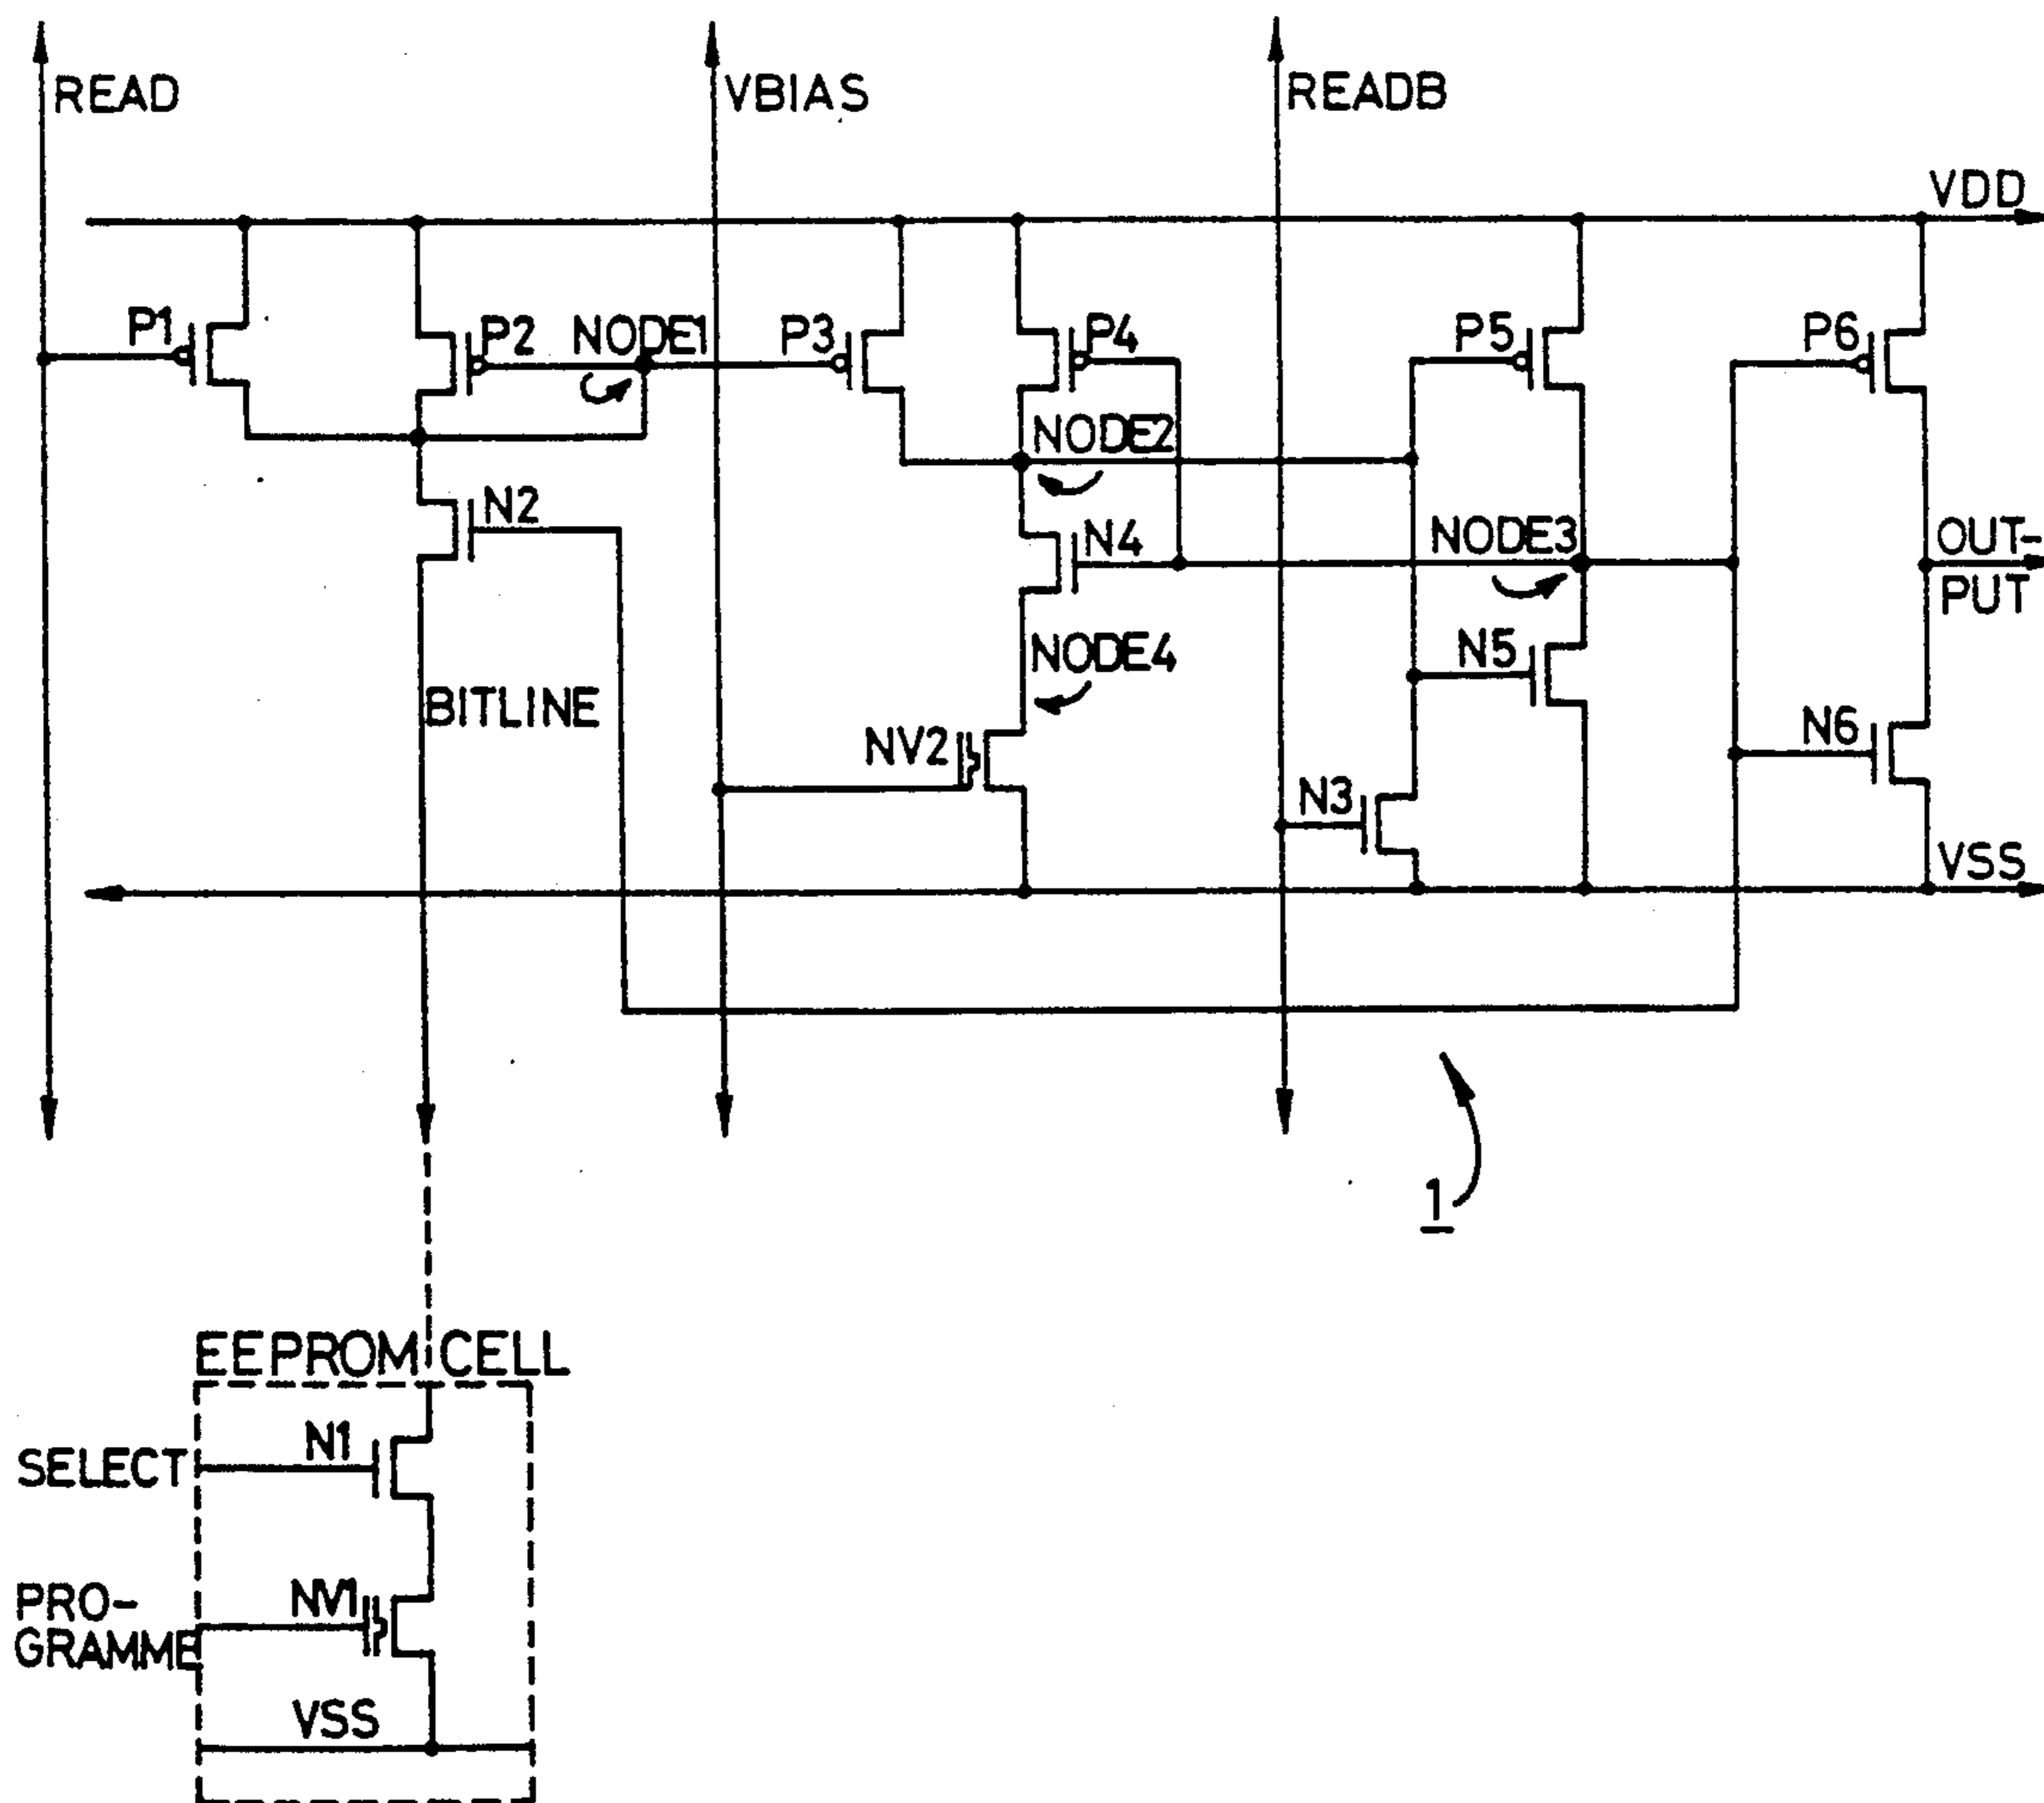 READ
VBIAS
READB
VDD
P1
P2
NODE1
P3
P4
P5
P6
NODE2
N2
N4
NODE3
OUT-
PUT
BITLINE
NODE4
N5
NV2
N6
N3
VSS
1
EEPROM CELL
SELECT
N1
PRO-
GRAMME
NV1
VSS